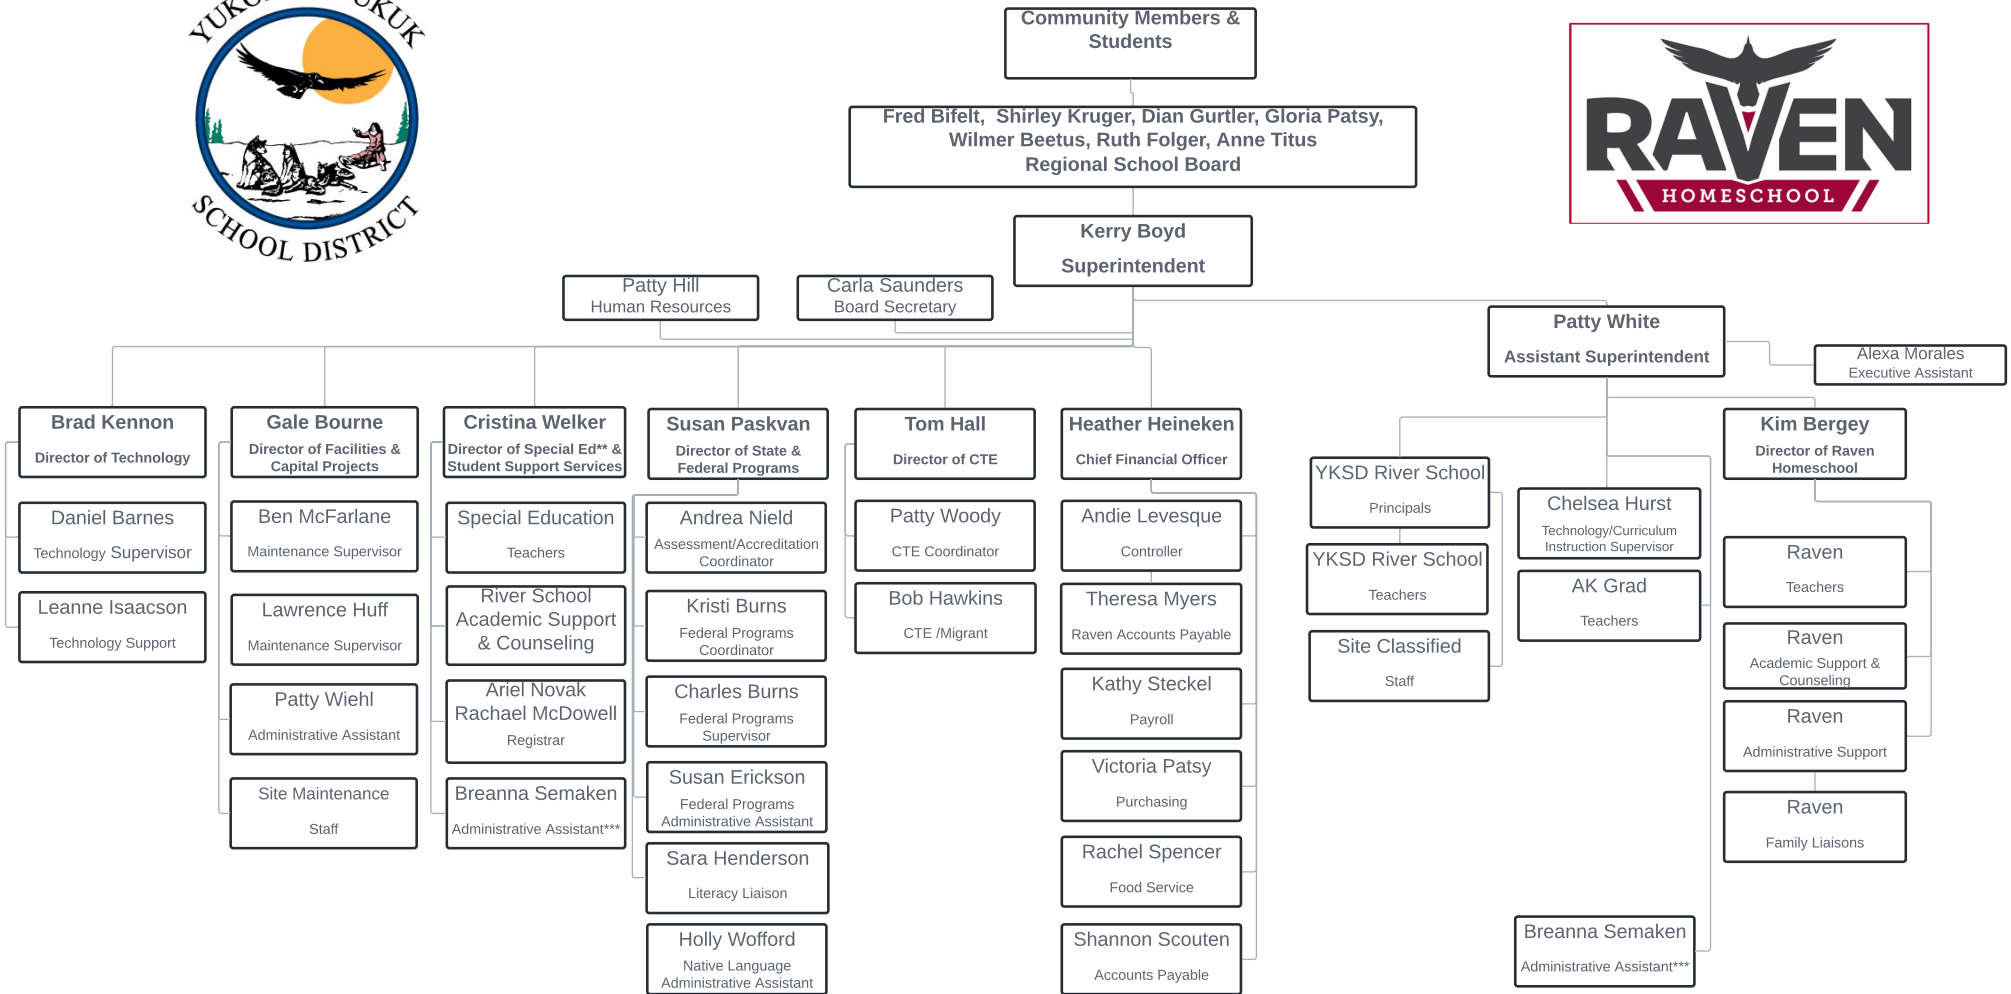 SCHOOL DISTRICT
RAVEN
HOMESCHOOL
Community Members &
Students
Fred Bifelt,  Shirley Kruger, Dian Gurtler, Gloria Patsy,
Wilmer Beetus, Ruth Folger, Anne Titus
Regional School Board
Kerry Boyd
Superintendent
Patty Hill
Human Resources
Carla Saunders
Board Secretary
Patty White
Assistant Superintendent
Alexa Morales
Executive Assistant
Brad Kennon
Director of Technology
Daniel Barnes
Technology Supervisor
Leanne Isaacson
Technology Support
Gale Bourne
Director of Facilities &
Capital Projects
Ben McFarlane
Maintenance Supervisor
Lawrence Huff
Maintenance Supervisor
Patty Wiehl
Administrative Assistant
Site Maintenance
Staff
Cristina Welker
Director of Special Ed** &
Student Support Services
Special Education
Teachers
River School
Academic Support
& Counseling
Ariel Novak
Rachael McDowell
Registrar
Breanna Semaken
Administrative Assistant***
Susan Paskvan
Director of State &
Federal Programs
Andrea Nield
Assessment/Accreditation
Coordinator
Kristi Burns
Federal Programs
Coordinator
Charles Burns
Federal Programs
Supervisor
Susan Erickson
Federal Programs
Administrative Assistant
Sara Henderson
Literacy Liaison
Holly Wofford
Native Language
Administrative Assistant
Tom Hall
Director of CTE
Patty Woody
CTE Coordinator
Bob Hawkins
CTE /Migrant
Heather Heineken
Chief Financial Officer
Andie Levesque
Controller
Theresa Myers
Raven Accounts Payable
Kathy Steckel
Payroll
Victoria Patsy
Purchasing
Rachel Spencer
Food Service
Shannon Scouten
Accounts Payable
YKSD River School
Principals
YKSD River School
Teachers
Site Classified
Staff
Chelsea Hurst
Technology/Curriculum
Instruction Supervisor
AK Grad
Teachers
Breanna Semaken
Administrative Assistant***
Kim Bergey
Director of Raven
Homeschool
Raven
Teachers
Raven
Academic Support &
Counseling
Raven
Administrative Support
Raven
Family Liaisons